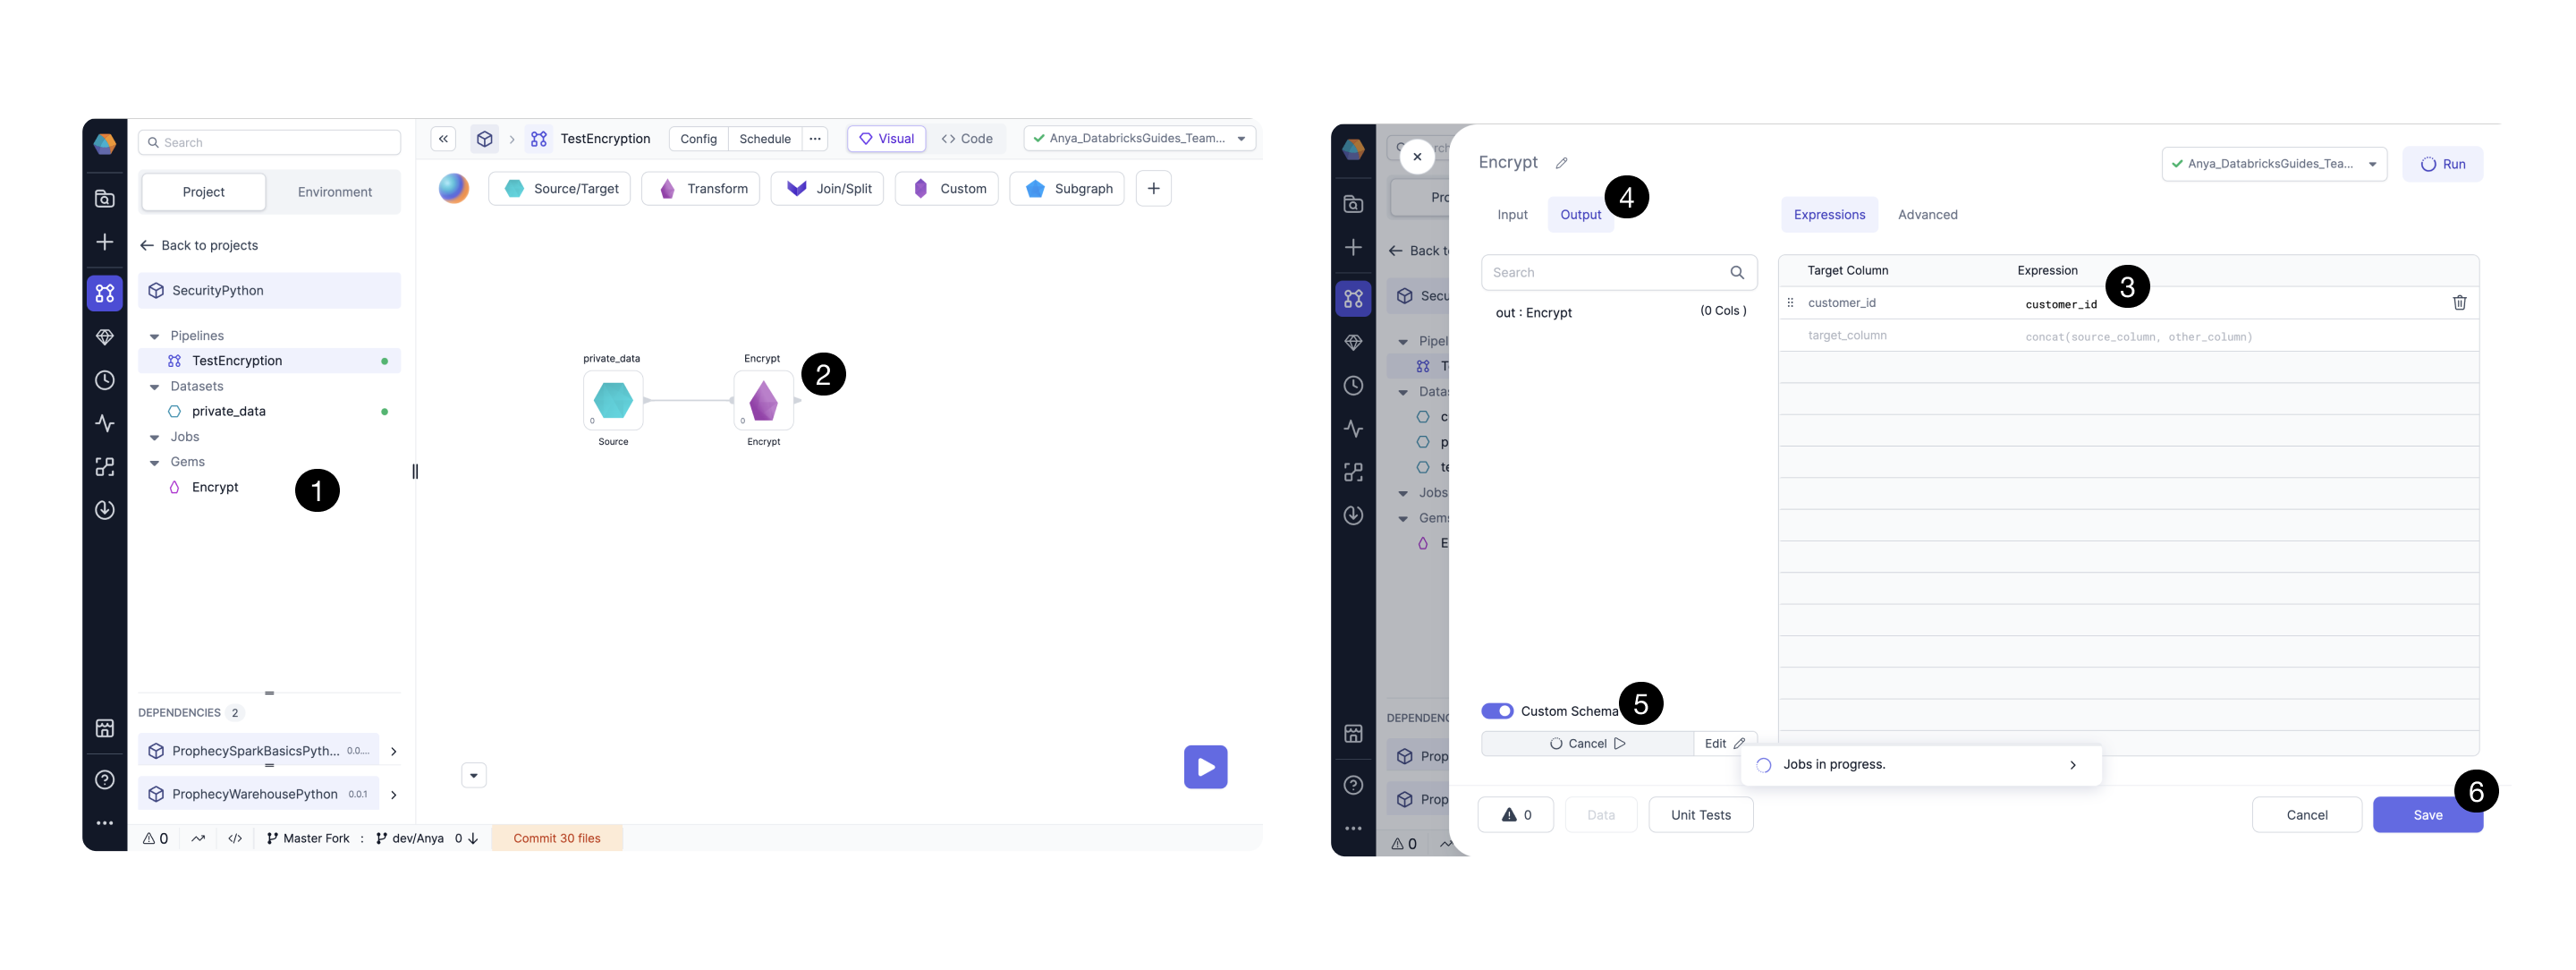 Search
Project
Environment
Back to projects
SecurityPython
Pipelines
TestEncryption
Datasets
private_data
Jobs
Gems
Encrypt
1
DEPENDENCIES 2
ProphecySparkBasicsPyth... 0.0....
ProphecyWarehousePython 0.0.1
0
Master Fork : dev/Anya 0
Commit 30 files
TestEncryption
Config
Schedule
...
Visual
Code
Anya_DatabricksGuides_Team...
Source/Target
Transform
Join/Split
Custom
Subgraph
private_data
0
Source
Encrypt
0
Encrypt
2
Back t
Secu
Pipel
T
Data
c
p
te
Jobs
Gem
E
DEPENDENC
Prop
Prop
0
Encrypt
Anya_DatabricksGuides_Tea...
Run
Input
Output
4
Expressions
Advanced
Search
out : Encrypt (0 Cols )
Target Column
Expression
3
customer_id
customer_id
target_column
concat(source_column, other_column)
Custom Schema
5
Cancel
Edit
Jobs in progress.
0
Data
Unit Tests
Cancel
Save
6